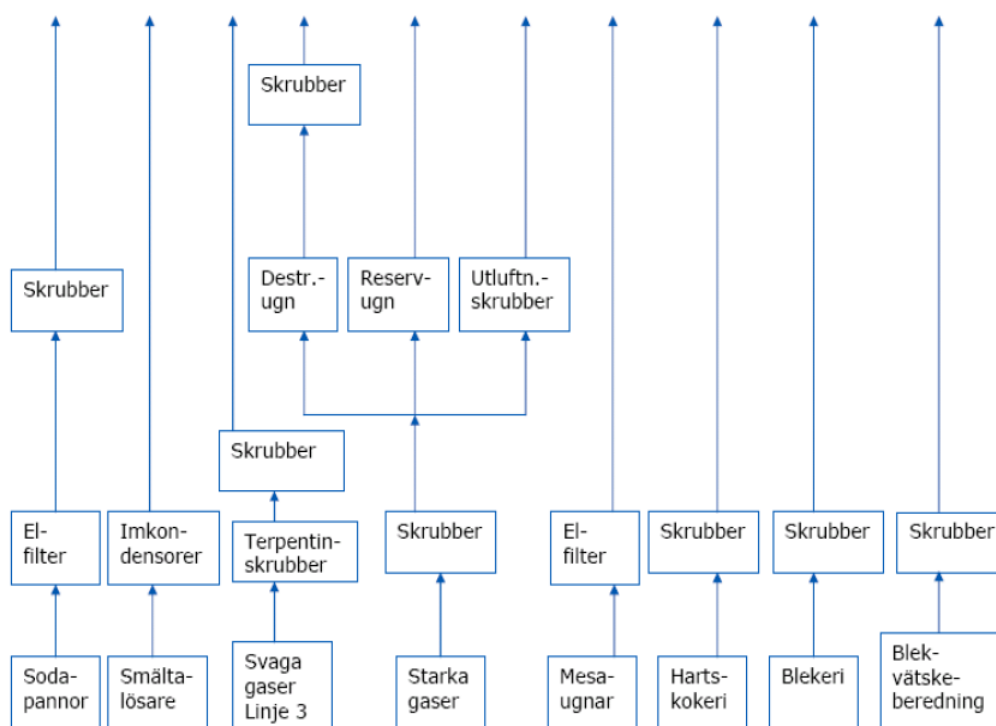 Skrubber
Skrubber
Destr.-
ugn
Reserv-
ugn
Utluftn.-
skrubber
Skrubber
El-
filter
Imkon-
densorer
Terpentin-
skrubber
Skrubber
El-
filter
Skrubber
Skrubber
Skrubber
Soda-
pannor
Smälta-
lösare
Svaga
gaser
Linje 3
Starka
gaser
Mesa-
ugnar
Harts-
kokeri
Blekeri
Blek-
vätske-
beredning